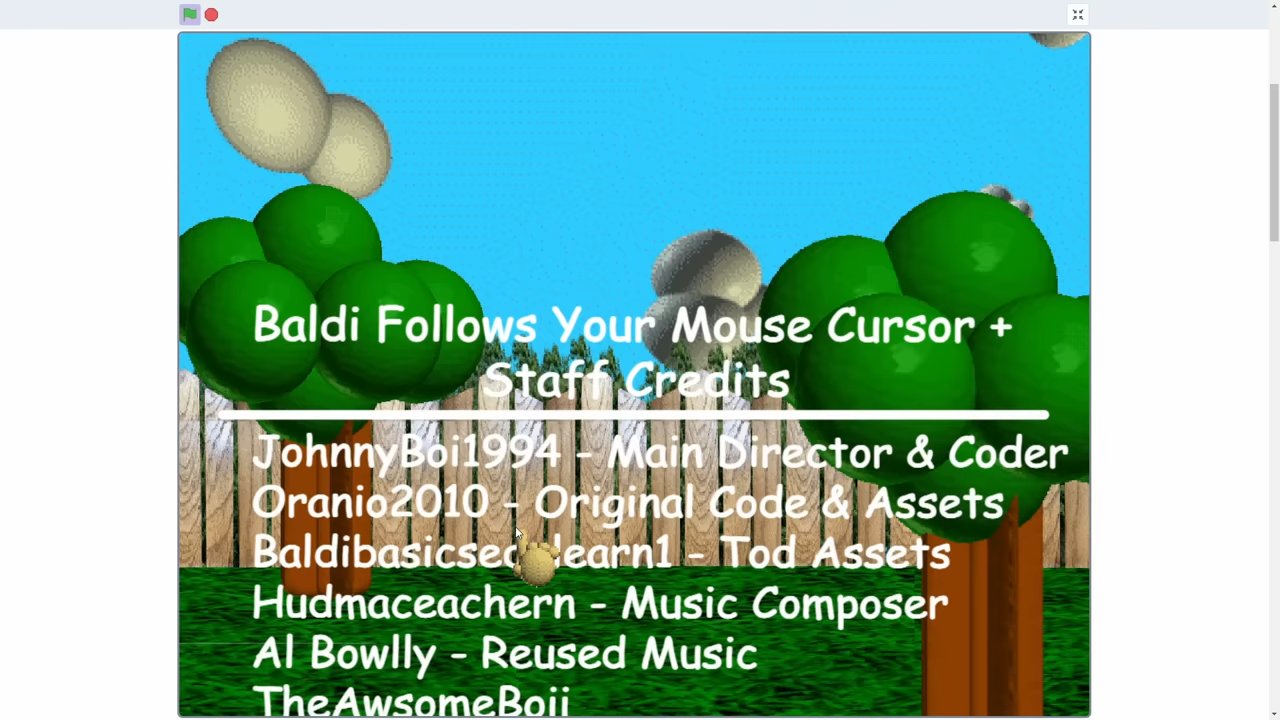 Baldi Follows Your Mouse Cursor +
Staff Credits
JohnnyBoi1994 - Main Director & Coder
Oranio2010 - Original Code & Assets
- Tod Assets
Hudmaceachern - Music Composer
Al Bowlly - Reused Music
TheAwsomeBoii